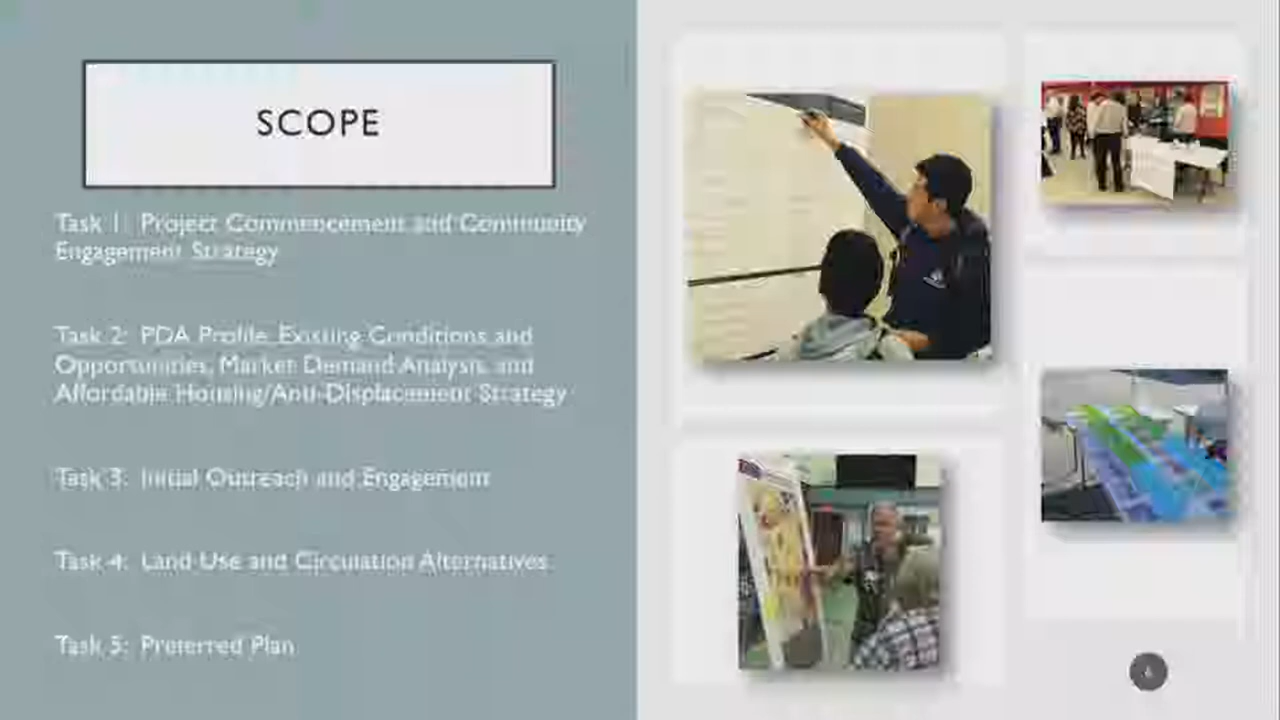 SCOPE
Task 1: Project Commencement and Community
Engagement Strategy
Task 2: PDA Profile, Existing Conditions and
Opportunities, Market Demand Analysis, and
Affordable Housing/Anti-Displacement Strategy
Task 3: Initial Outreach and Engagement
Task 4: Land Use and Circulation Alternatives
Task 5: Preferred Plan